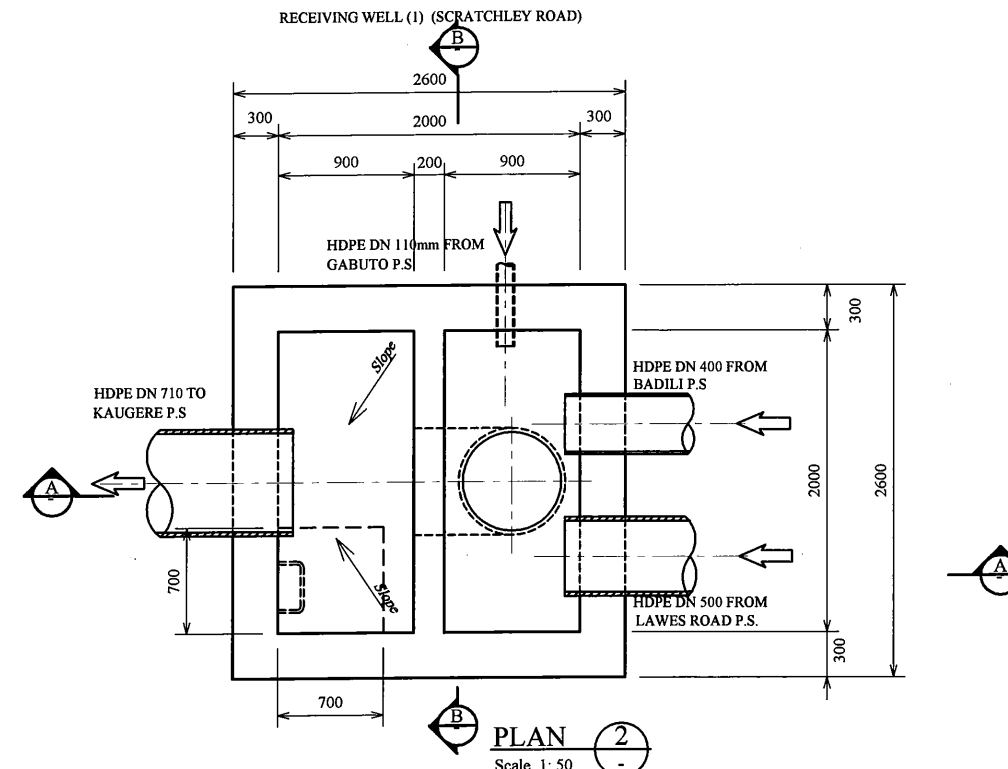 RECEIVING WELL (1) (SCRATCHLEY ROAD)
B
2600
300
2000
300
900
200
900
HDPE DN 110mm FROM
GABUTO P.S
300
Slope
HDPE DN 400 FROM
BADILI P.S
HDPE DN 710 TO
KAUGERE P.S
A
-
2000
2600
A
700
Slope
HDPE DN 500 FROM
LAWES ROAD P.S.
300
700
B
-
PLAN
2
-
Scale 1: 50